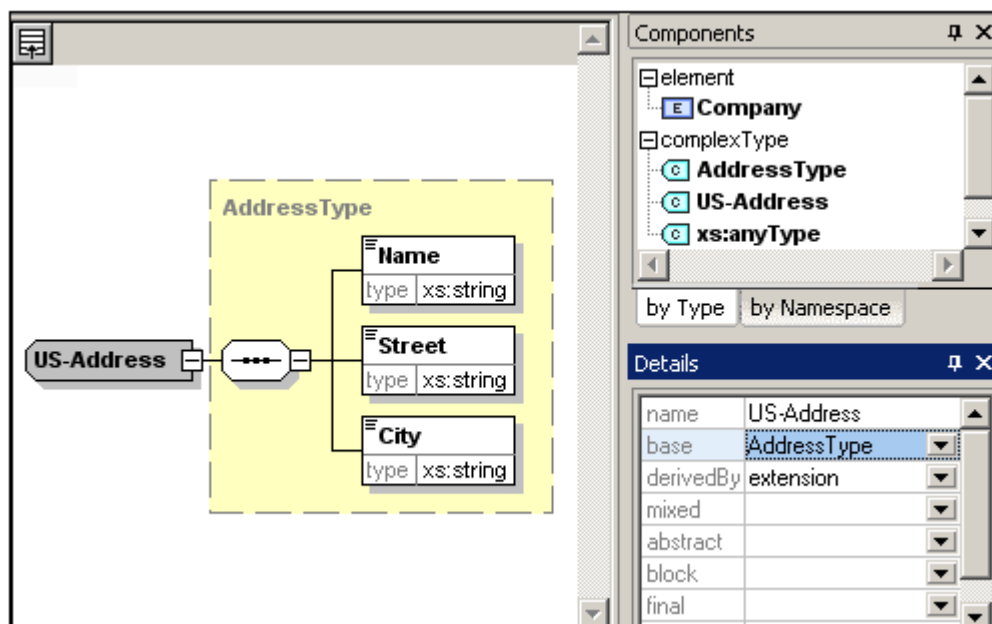 Components
element
E Company
complexType
C AddressType
C US-Address
C xs:anyType
by Type by Namespace
AddressType
Name
type xs:string
US-Address
Street
type xs:string
City
type xs:string
Details
name US-Address
base AddressType
derivedBy extension
mixed
abstract
block
final